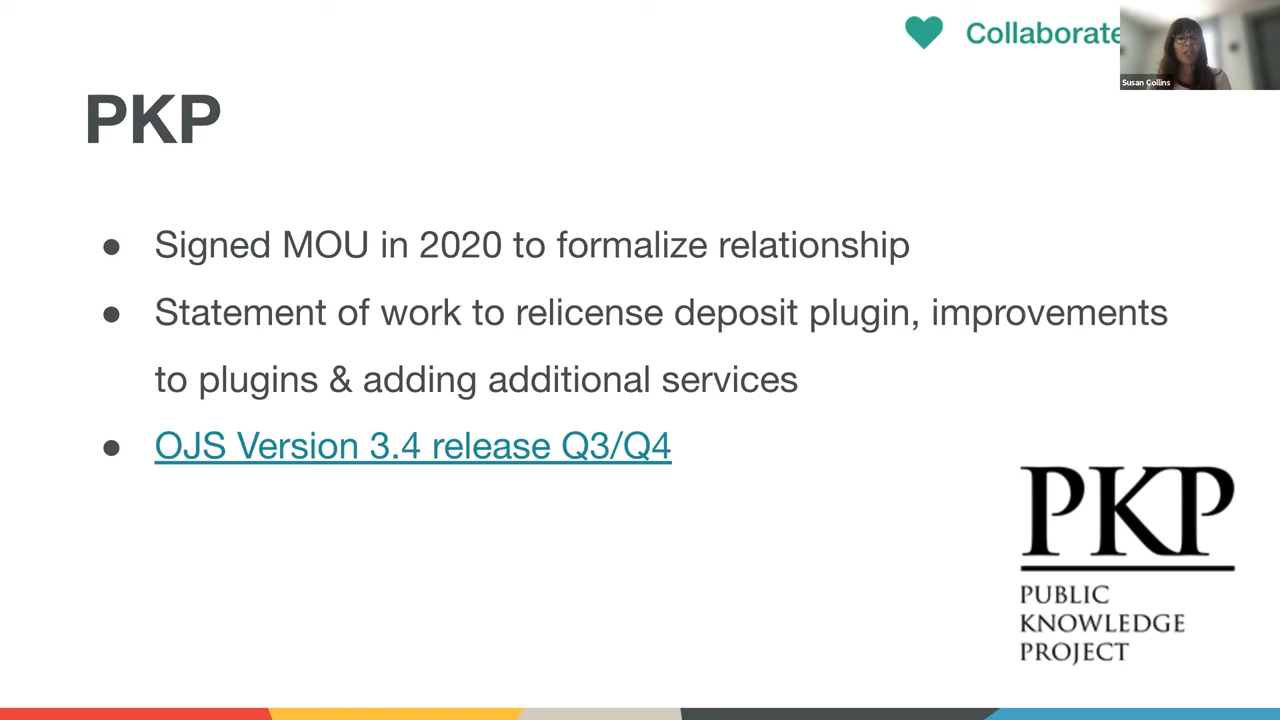 Collaborate
Susan Collins
PKP
● Signed MOU in 2020 to formalize relationship
● Statement of work to relicense deposit plugin, improvements
to plugins & adding additional services
● OJS Version 3.4 release Q3/Q4
PKP
PUBLIC
KNOWLEDGE
PROJECT